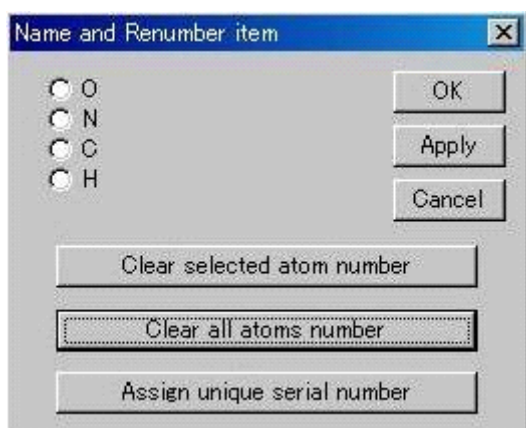 Name and Renumber item
O
N
C
H
OK
Apply
Cancel
Clear selected atom number
Clear all atoms number
Assign unique serial number